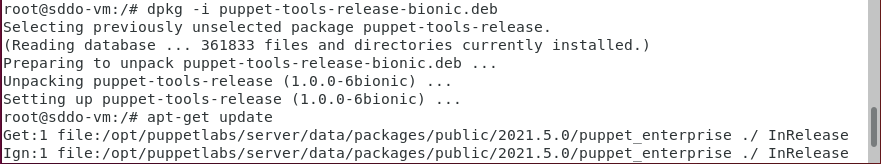 root@sddo-vm:/# dpkg -i puppet-tools-release-bionic.deb
Selecting previously unselected package puppet-tools-release.
(Reading database ... 361833 files and directories currently installed.)
Preparing to unpack puppet-tools-release-bionic.deb ...
Unpacking puppet-tools-release (1.0.0-6bionic) ...
Setting up puppet-tools-release (1.0.0-6bionic) ...
root@sddo-vm:/# apt-get update
Get:1 file:/opt/puppetlabs/server/data/packages/public/2021.5.0/puppet_enterprise ./ InRelease
Ign:1 file:/opt/puppetlabs/server/data/packages/public/2021.5.0/puppet_enterprise ./ InRelease